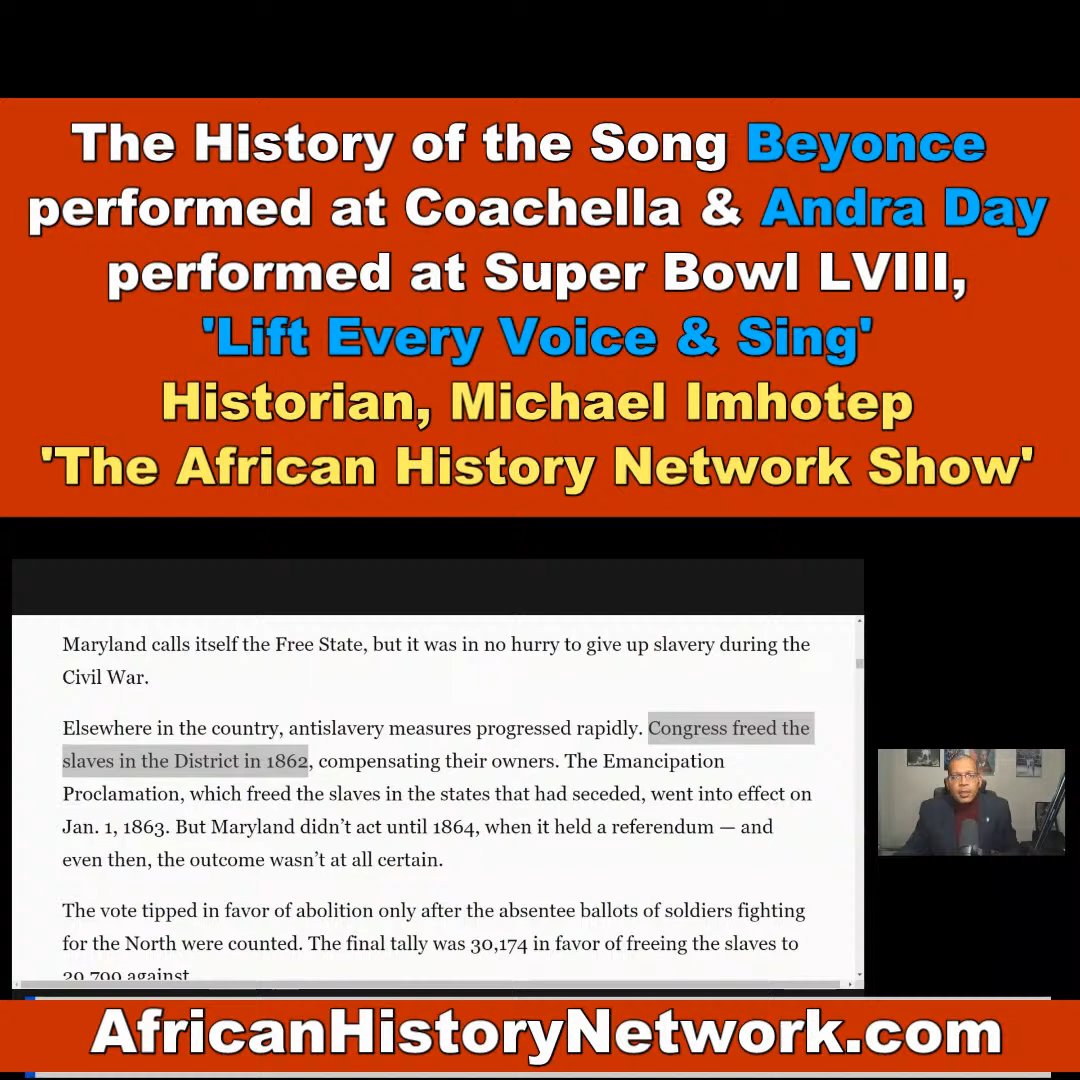 The History of the Song Beyonce
performed at Coachella & Andra Day
performed at Super Bowl LVIII,
'Lift Every Voice & Sing'
Historian, Michael Imhotep
'The African History Network Show'
Maryland calls itself the Free State, but it was in no hurry to give up slavery during the
Civil War.
Elsewhere in the country, antislavery measures progressed rapidly. Congress freed the
slaves in the District in 1862, compensating their owners. The Emancipation
Proclamation, which freed the slaves in the states that had seceded, went into effect on
Jan. 1, 1863. But Maryland didn't act until 1864, when it held a referendum — and
even then, the outcome wasn't at all certain.
The vote tipped in favor of abolition only after the absentee ballots of soldiers fighting
for the North were counted. The final tally was 30,174 in favor of freeing the slaves to
29,799 against
AfricanHistoryNetwork.com